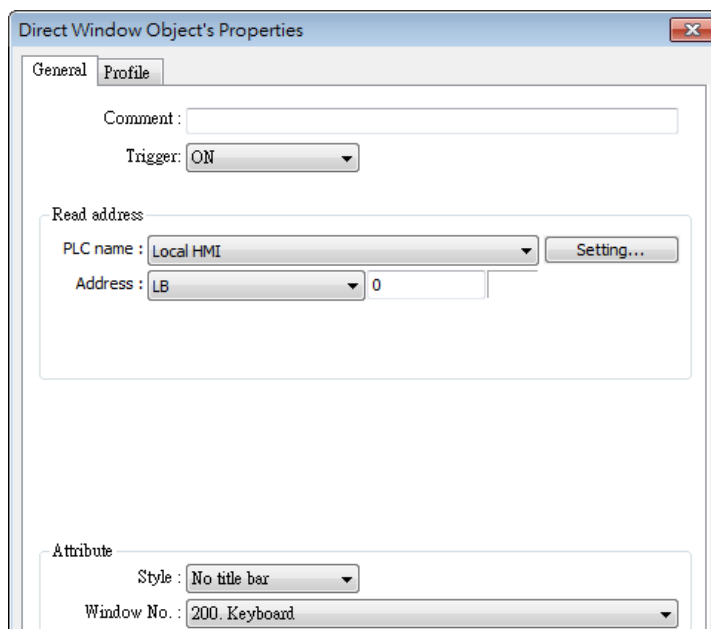 Direct Window Object's Properties
General Profile
Comment :
Trigger: ON
Read address
PLC name : Local HMI Setting...
Address : LB 0
Attribute
Style : No title bar
Window No. : 200. Keyboard